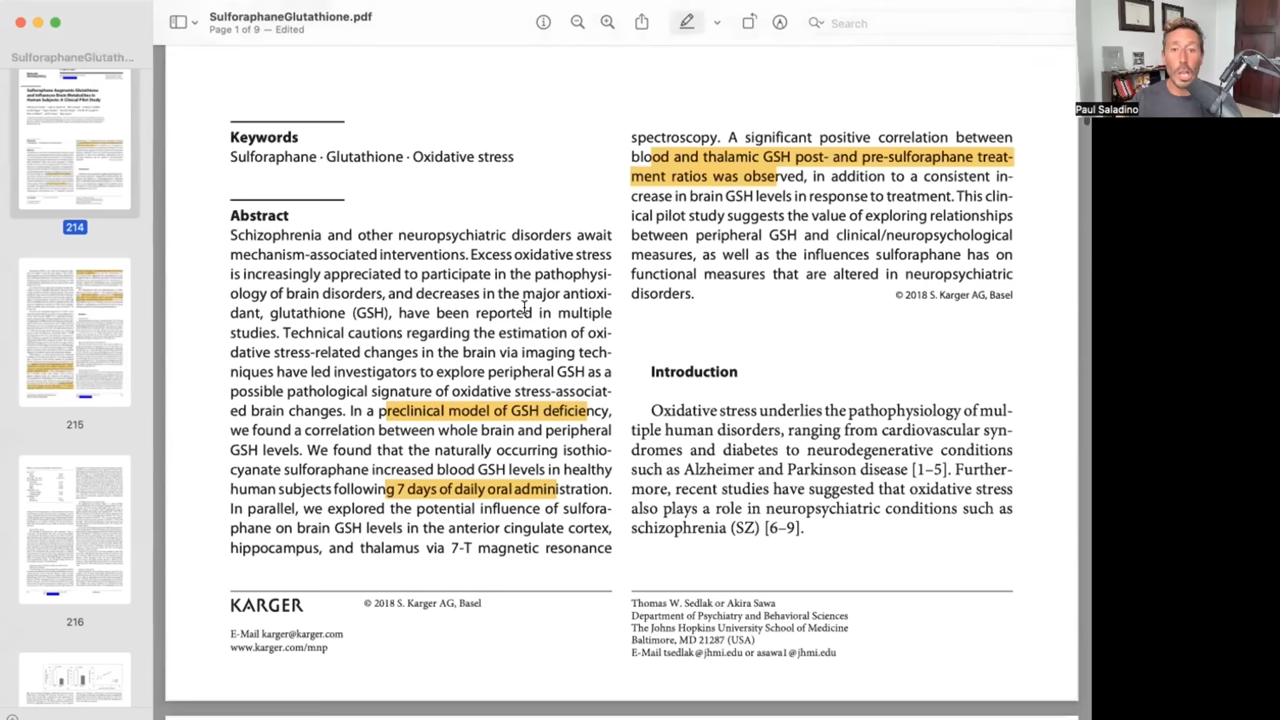 SulforaphaneGlutathione.pdf
Page 1 of 9 — Edited
Search
Paul Saladino
SulforaphaneGlutath...
Sulforaphane Augments Glutathione
and Influences Brain Metabolites in
Human Subjects: A Clinical Pilot Study
214
215
216
Keywords
Sulforaphane · Glutathione · Oxidative stress
Abstract
Schizophrenia and other neuropsychiatric disorders await
mechanism-associated interventions. Excess oxidative stress
is increasingly appreciated to participate in the pathophysi-
ology of brain disorders, and decreases in the major antioxi-
dant, glutathione (GSH), have been reported in multiple
studies. Technical cautions regarding the estimation of oxi-
dative stress-related changes in the brain via imaging tech-
niques have led investigators to explore peripheral GSH as a
possible pathological signature of oxidative stress-associat-
ed brain changes. In a preclinical model of GSH deficiency,
we found a correlation between whole brain and peripheral
GSH levels. We found that the naturally occurring isothio-
cyanate sulforaphane increased blood GSH levels in healthy
human subjects following 7 days of daily oral administration.
In parallel, we explored the potential influence of sulfora-
phane on brain GSH levels in the anterior cingulate cortex,
hippocampus, and thalamus via 7-T magnetic resonance
spectroscopy. A significant positive correlation between
blood and thalamic GSH post- and pre-sulforaphane treat-
ment ratios was observed, in addition to a consistent in-
crease in brain GSH levels in response to treatment. This clin-
ical pilot study suggests the value of exploring relationships
between peripheral GSH and clinical/neuropsychological
measures, as well as the influences sulforaphane has on
functional measures that are altered in neuropsychiatric
disorders.
© 2018 S. Karger AG, Basel
Introduction
Oxidative stress underlies the pathophysiology of mul-
tiple human disorders, ranging from cardiovascular syn-
dromes and diabetes to neurodegenerative conditions
such as Alzheimer and Parkinson disease [1–5]. Further-
more, recent studies have suggested that oxidative stress
also plays a role in neuropsychiatric conditions such as
schizophrenia (SZ) [6–9].
KARGER
© 2018 S. Karger AG, Basel
E-Mail karger@karger.com
www.karger.com/mnp
Thomas W. Sedlak or Akira Sawa
Department of Psychiatry and Behavioral Sciences
The Johns Hopkins University School of Medicine
Baltimore, MD 21287 (USA)
E-Mail tsedlak@jhmi.edu or asawa1@jhmi.edu